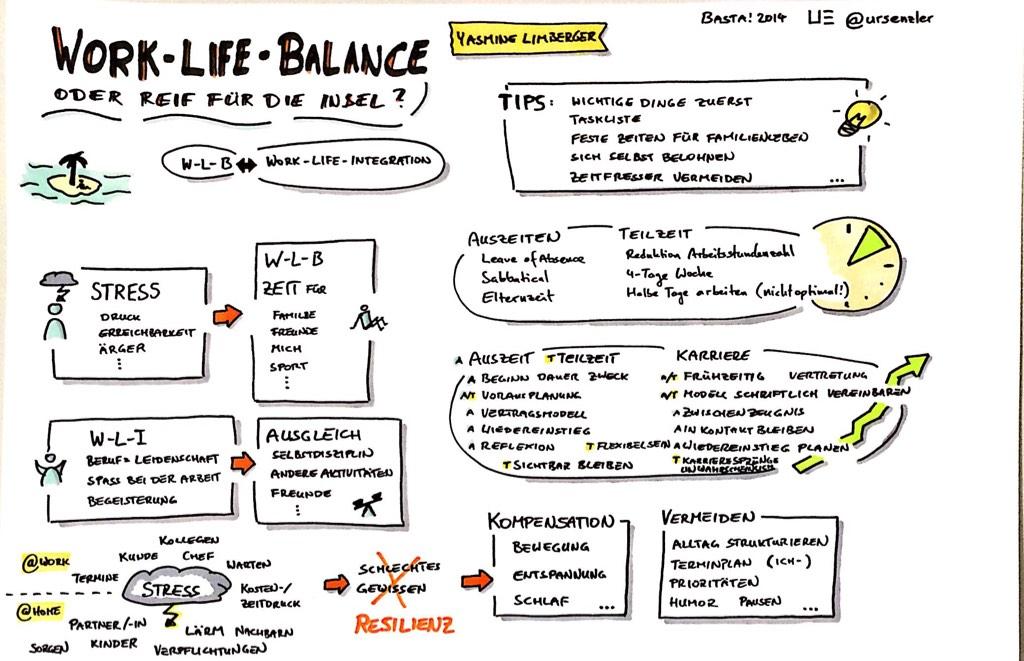 BASTA! 2014 UE @ursenzler
WORK-LIFE-BALANCE
ODER REIF FÜR DIE INSEL?
YASMINE LIMBERGER
W-L-B ↔ WORK-LIFE-INTEGRATION
TIPS: WICHTIGE DINGE ZUERST
TASKLISTE
FESTE ZEITEN FÜR FAMILIENLEBEN
SICH SELBST BELOHNEN
ZEITFRESSER VERMEIDEN ...
STRESS
DRUCK
ERREICHBARKEIT
ÄRGER
...
W-L-B
ZEIT FÜR
FAMILIE
FREUNDE
MICH
SPORT
...
AUSZEITEN
Leave of Absence
Sabbatical
Elternzeit
TEILZEIT
Reduktion Arbeitsstundenzahl
4-Tage Woche
Halbe Tage arbeiten (nicht optimal!)
W-L-I
BERUF = LEIDENSCHAFT
SPASS BEI DER ARBEIT
BEGEISTERUNG
AUSGLEICH
SELBSTDISZIPLIN
ANDERE AKTIVITÄTEN
FREUNDE
...
A AUSZEIT T TEILZEIT
A BEGINN DAUER ZWECK
A/T VORAUSPLANUNG
A VERTRAGSMODELL
A WIEDEREINSTIEG
A REFLEXION T FLEXIBEL SEIN
T SICHTBAR BLEIBEN
KARRIERE
A/T FRÜHZEITIG VERTRETUNG
A/T MODELL SCHRIFTLICH VEREINBAREN
A ZWISCHENZEUGNIS
A IN KONTAKT BLEIBEN
A WIEDEREINSTIEG PLANEN
T KARRIERESPRÜNGE
UNWAHRSCHEINLICH
@WORK
KOLLEGEN
KUNDE CHEF
TERMINE WARTEN
STRESS
KOSTEN-/
ZEITDRUCK
@HOME
PARTNER/-IN
LÄRM NACHBARN
SORGEN KINDER VERPFLICHTUNGEN
SCHLECHTES
GEWISSEN
RESILIENZ
KOMPENSATION
BEWEGUNG
ENTSPANNUNG
SCHLAF ...
VERMEIDEN
ALLTAG STRUKTURIEREN
TERMINPLAN (ICH-)
PRIORITÄTEN
HUMOR PAUSEN ...